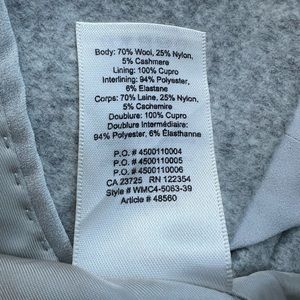 Body: 70% Wool, 25% Nylon,
5% Cashmere
Lining: 100% Cupro
Interlining: 94% Polyester,
6% Elastane
Corps: 70% Laine, 25% Nylon,
5% Cachemire
Doublure: 100% Cupro
Doublure Intermédiaire:
94% Polyester, 6% Élasthanne
P.O. # 4500110004
P.O. # 4500110005
P.O. # 4500110006
CA 23725 RN 122354
Style # WMC4-5083-39
Article # 48560